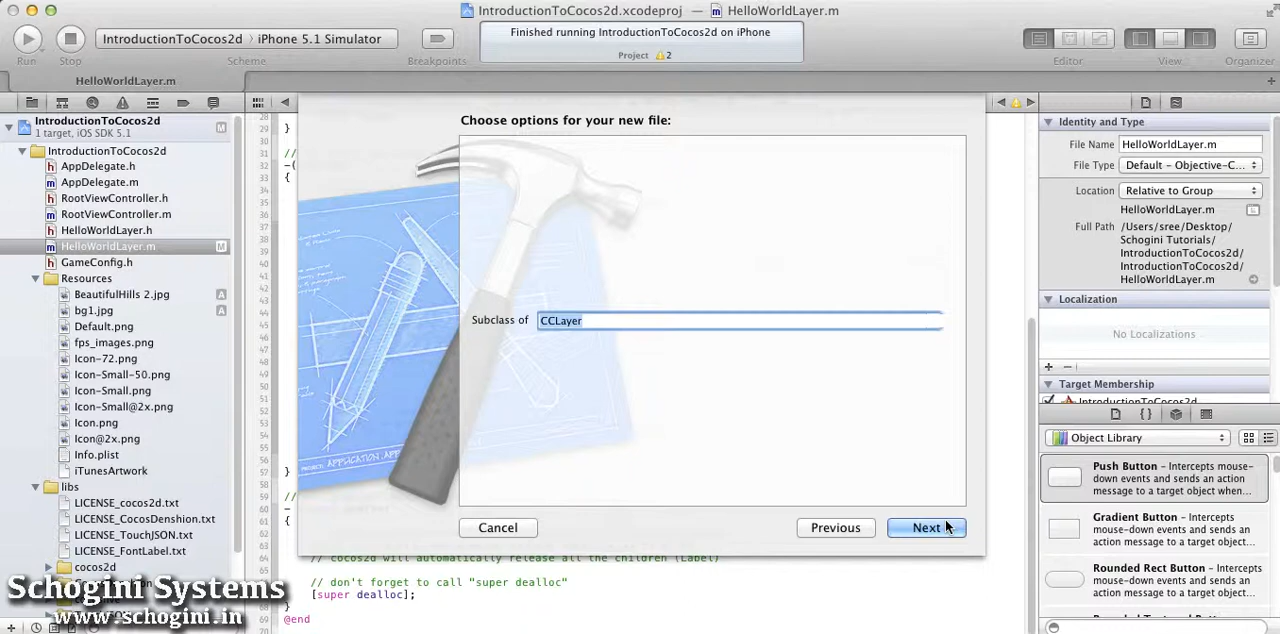 IntroductionToCocos2d.xcodeproj — HelloWorldLayer.m
Run
Stop
IntroductionToCocos2d
iPhone 5.1 Simulator
Scheme
Breakpoints
Finished running IntroductionToCocos2d on iPhone
Project
2
Editor
View
Organizer
HelloWorldLayer.m
IntroductionToCocos2d
1 target, iOS SDK 5.1
M
IntroductionToCocos2d
AppDelegate.h
AppDelegate.m
RootViewController.h
RootViewController.m
HelloWorldLayer.h
HelloWorldLayer.m
M
GameConfig.h
Resources
BeautifulHills 2.jpg
A
bg1.jpg
A
Default.png
fps_images.png
Icon-72.png
Icon-Small-50.png
Icon-Small.png
Icon-Small@2x.png
Icon.png
Icon@2x.png
Info.plist
iTunesArtwork
libs
LICENSE_cocos2d.txt
LICENSE_CocosDenshion.txt
LICENSE_TouchJSON.txt
LICENSE_FontLabel.txt
cocos2d
Choose options for your new file:
Subclass of
CCLayer
Cancel
Previous
Next
// cocos2d will automatically release all the children (Label)
// don't forget to call "super dealloc"
[super dealloc];
}
@end
Identity and Type
File Name
HelloWorldLayer.m
File Type
Default - Objective-C...
Location
Relative to Group
HelloWorldLayer.m
Full Path
/Users/sree/Desktop/
Schogini Tutorials/
IntroductionToCocos2d/
IntroductionToCocos2d/
HelloWorldLayer.m
Localization
No Localizations
Target Membership
IntroductionToCocos2d
Object Library
Push Button - Intercepts mouse-
down events and sends an action
message to a target object when...
Gradient Button - Intercepts
mouse-down events and sends an
action message to a target object...
Rounded Rect Button - Intercepts
mouse-down events and sends an
action message to a target object...
Schogini Systems
www.schogini.in